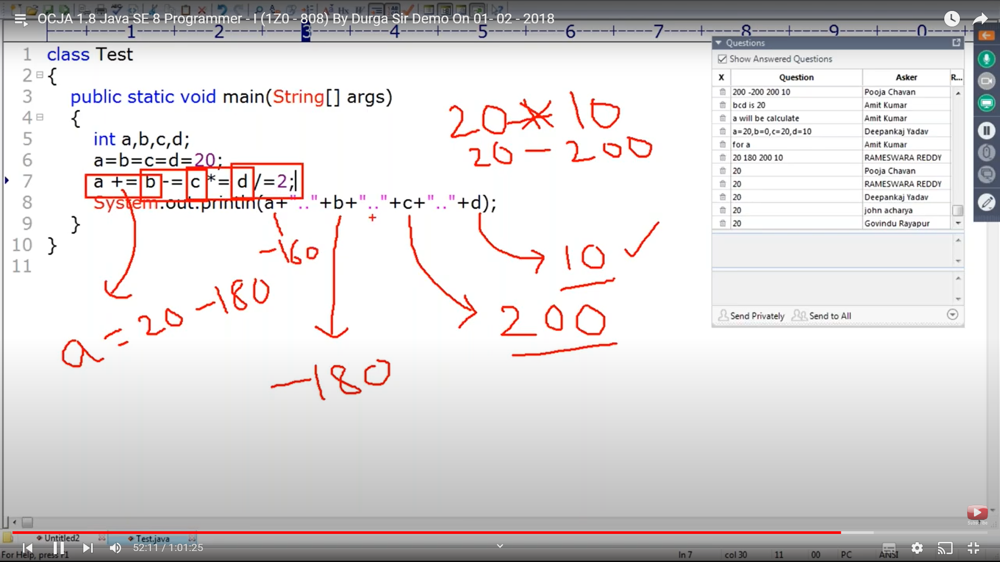 OCJA 1.8 Java SE 8 Programmer - I (1Z0 - 808) By Durga Sir Demo On 01- 02 - 2018
1 2 3 4 5 6 7 8 9 0
1 class Test
2 {
3 public static void main(String[] args)
4 {
5 int a,b,c,d;
6 a=b=c=d=20;
7 a += b -= c *= d /=2;
8 System.out.println(a+".."+b+".."+c+".."+d);
9 }
10 }
11
20 * 10
20 - 200
-160
10
a = 20 -180
200
-180
Questions
Show Answered Questions
X Question Asker R...
200 -200 200 10 Pooja Chavan
bcd is 20 Amit Kumar
a will be calculate Amit Kumar
a=20,b=0,c=20,d=10 Deepankaj Yadav
for a Amit Kumar
20 180 200 10 RAMESWARA REDDY
20 Pooja Chavan
20 RAMESWARA REDDY
20 Deepankaj Yadav
20 john acharya
20 Govindu Rayapur
Send Privately Send to All
Subscribe
Untitled2 Test.java
52:11 / 1:01:25
For Help, press F1 ln 7 col 30 11 00 PC ANSI